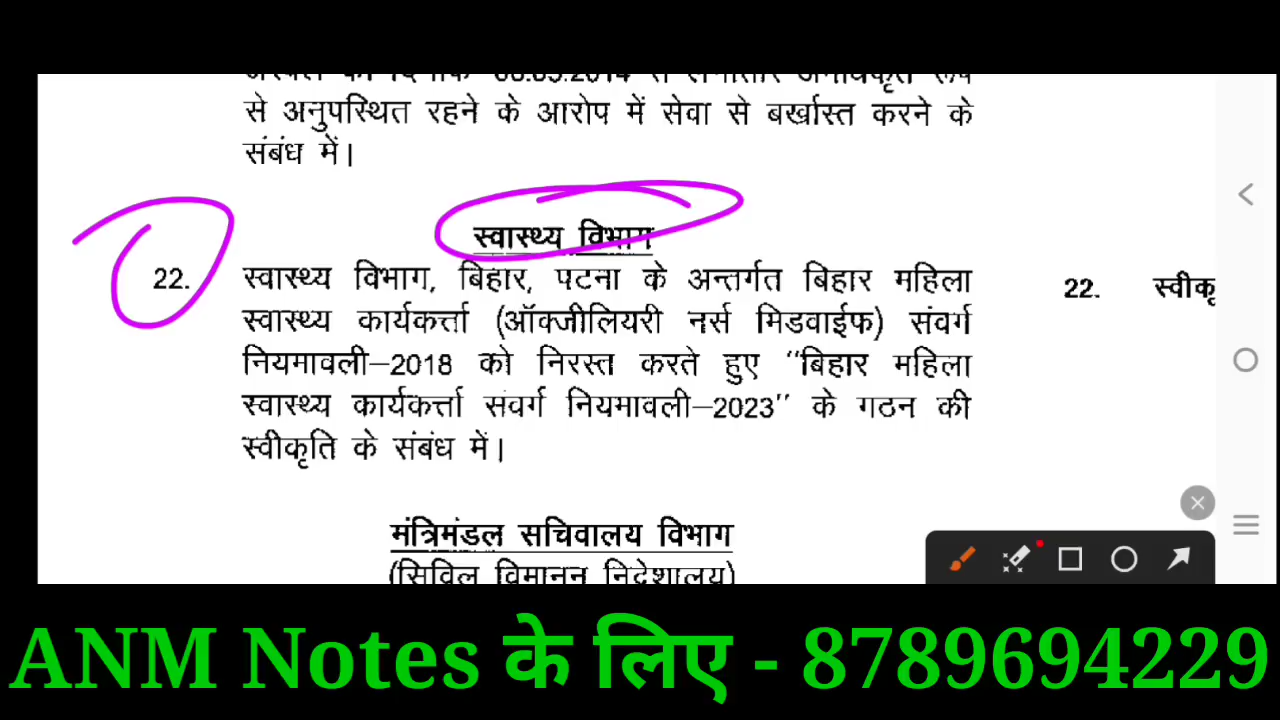 से अनुपस्थित रहने के आरोप में सेवा से बर्खास्त करने के
संबंध में।
स्वास्थ्य विभाग
22. स्वास्थ्य विभाग, बिहार, पटना के अन्तर्गत बिहार महिला
स्वास्थ्य कार्यकर्त्ता (ऑक्जीलियरी नर्स मिडवाईफ) संवर्ग
नियमावली–2018 को निरस्त करते हुए "बिहार महिला
स्वास्थ्य कार्यकर्त्ता संवर्ग नियमावली–2023" के गठन की
स्वीकृति के संबंध में।
22. स्वीकृ
मंत्रिमंडल सचिवालय विभाग
(सिविल विमानन निदेशालय)
ANM Notes के लिए - 8789694229